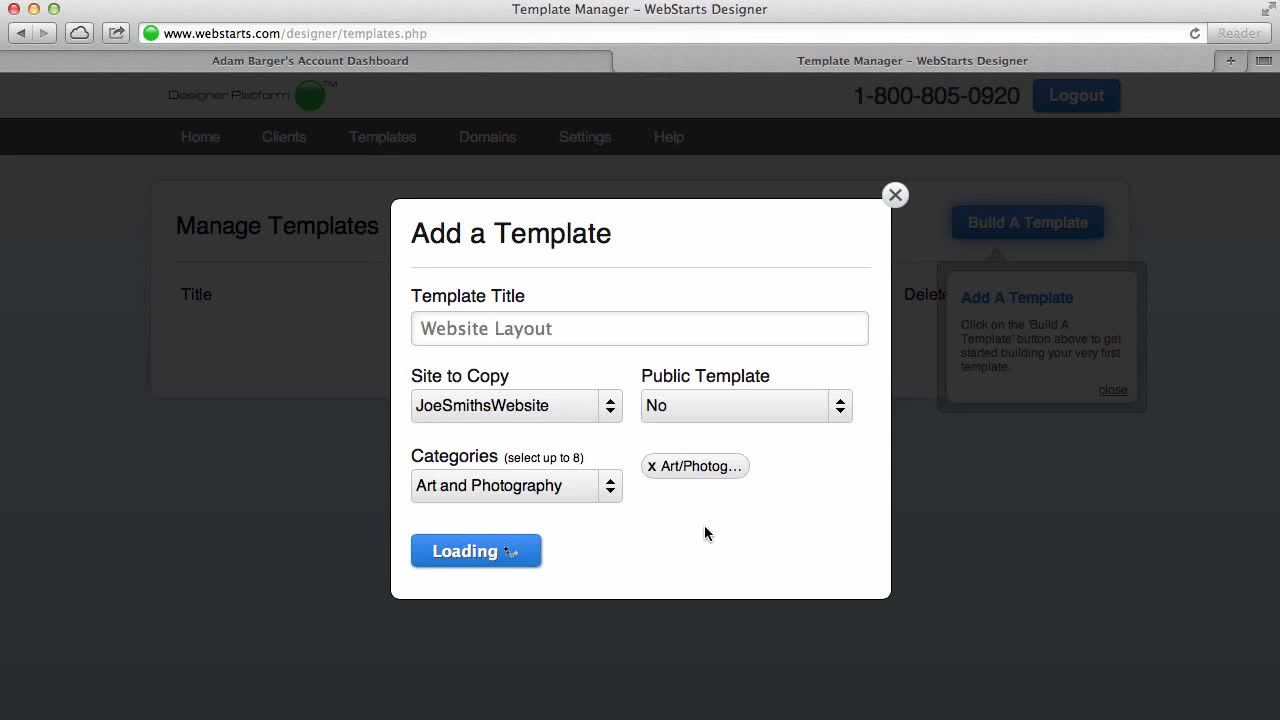 Template Manager – WebStarts Designer
www.webstarts.com/designer/templates.php
Reader
Adam Barger's Account Dashboard
Template Manager – WebStarts Designer
Designer Platform TM
1-800-805-0920
Logout
Home Clients Templates Domains Settings Help
Manage Templates
Build A Template
Title
Delete
Add A Template
Click on the 'Build A
Template' button above to get
started building your very first
template.
close
Add a Template
Template Title
Website Layout
Site to Copy
Public Template
JoeSmithsWebsite
No
Categories (select up to 8)
x Art/Photog...
Art and Photography
Loading